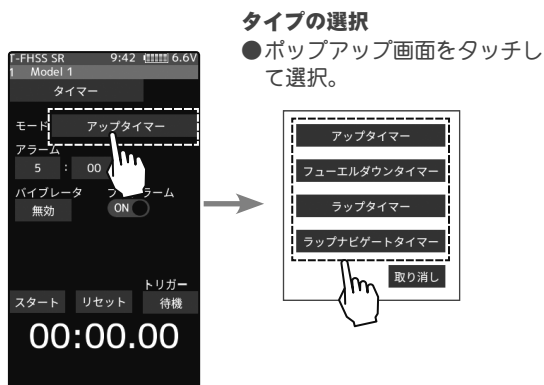 タイプの選択
●ポップアップ画面をタッチし
て選択。
T-FHSS SR 9:42 6.6V
1 Model 1
タイマー
モード アップタイマー
アラーム
5 : 00
バイブレータ ラーム
無効 ON
トリガー
スタート リセット 待機
00:00.00
アップタイマー
フューエルダウンタイマー
ラップタイマー
ラップナビゲートタイマー
取り消し